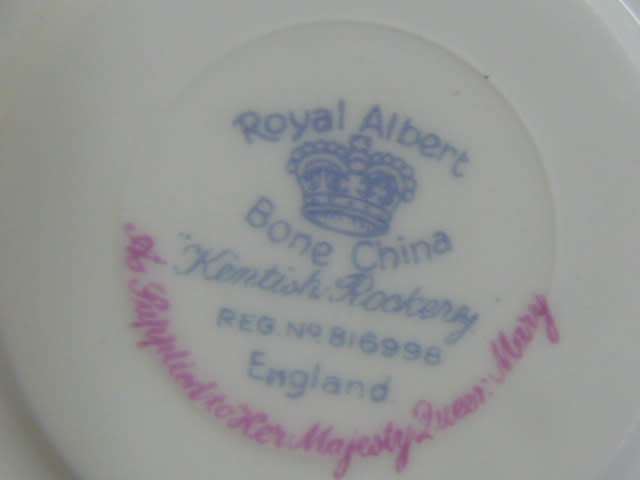 Royal Albert
Bone China
"Kentish Rockery
REG. No 816998
England
"As Supplied to Her Majesty Queen Mary